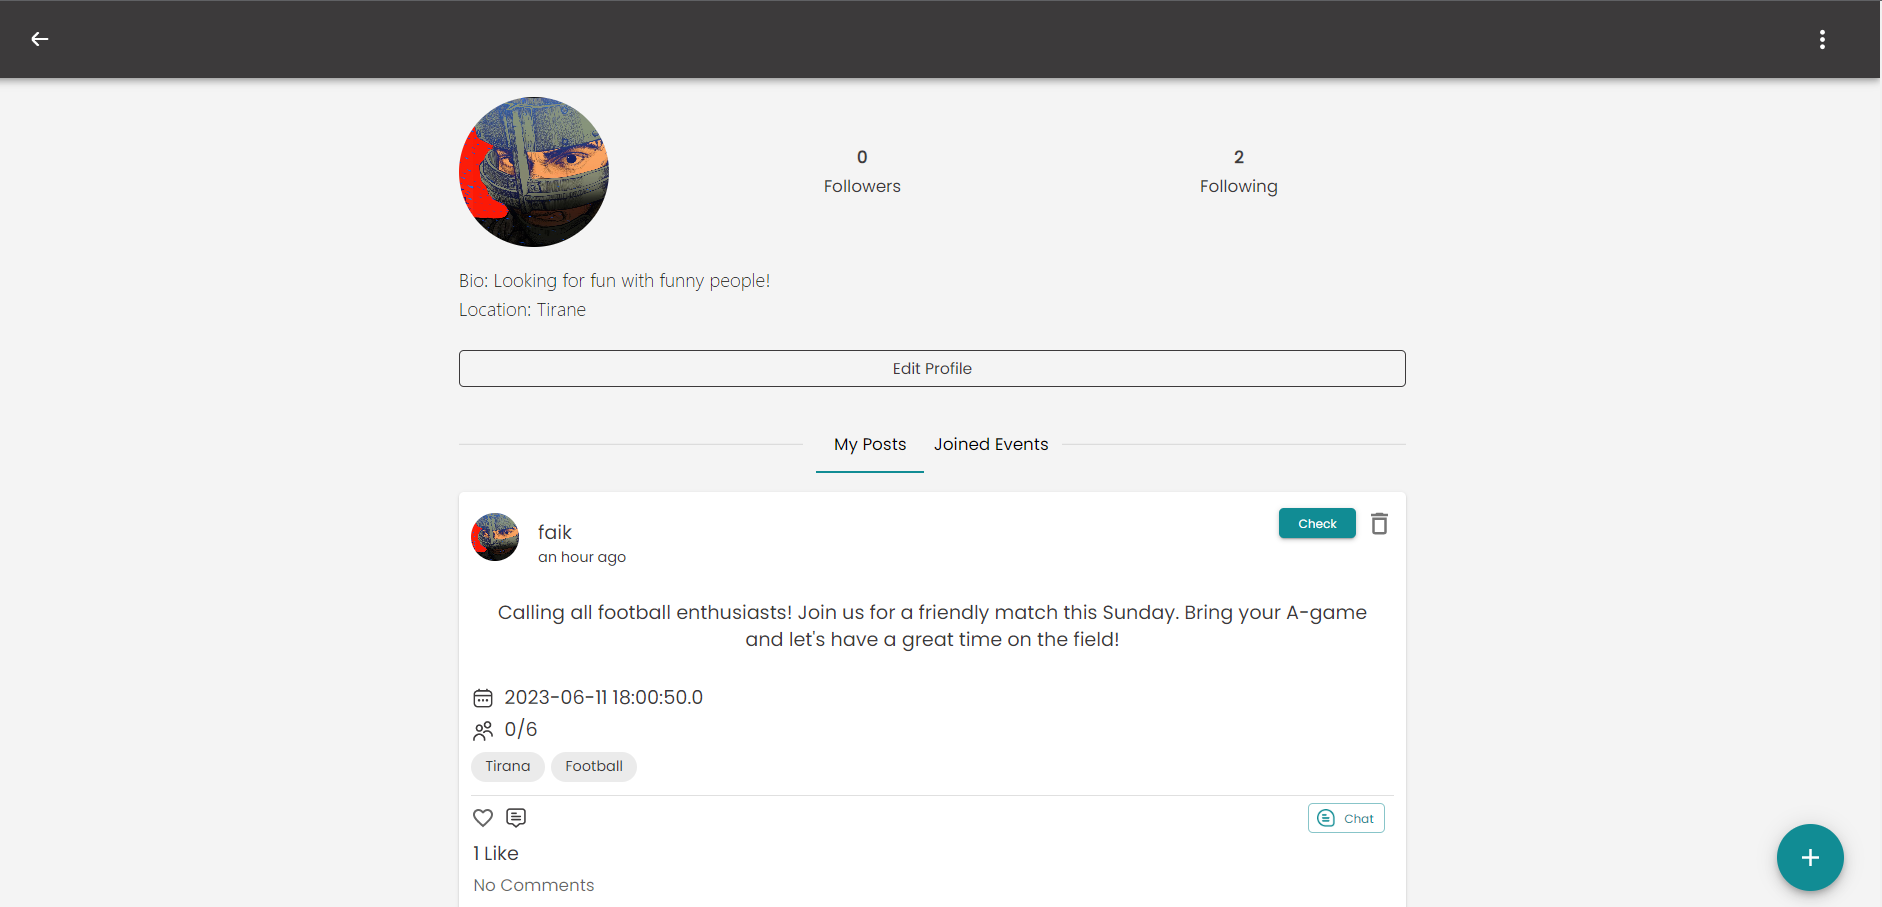 0
Followers
2
Following
Bio: Looking for fun with funny people!
Location: Tirane
Edit Profile
My Posts
Joined Events
faik
an hour ago
Check
Calling all football enthusiasts! Join us for a friendly match this Sunday. Bring your A-game
and let's have a great time on the field!
2023-06-11 18:00:50.0
0/6
Tirana
Football
Chat
1 Like
No Comments